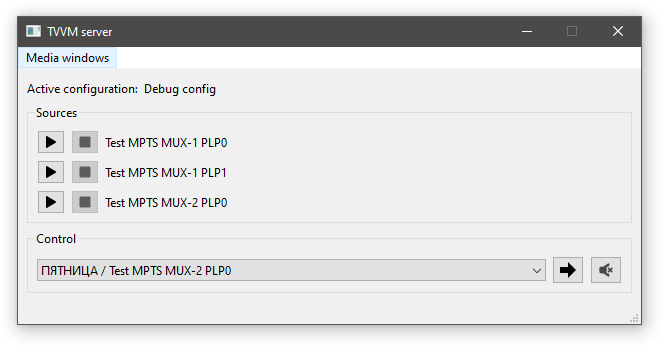 TVVM server
Media windows
Active configuration: Debug config
Sources
Test MPTS MUX-1 PLP0
Test MPTS MUX-1 PLP1
Test MPTS MUX-2 PLP0
Control
ПЯТНИЦА / Test MPTS MUX-2 PLP0